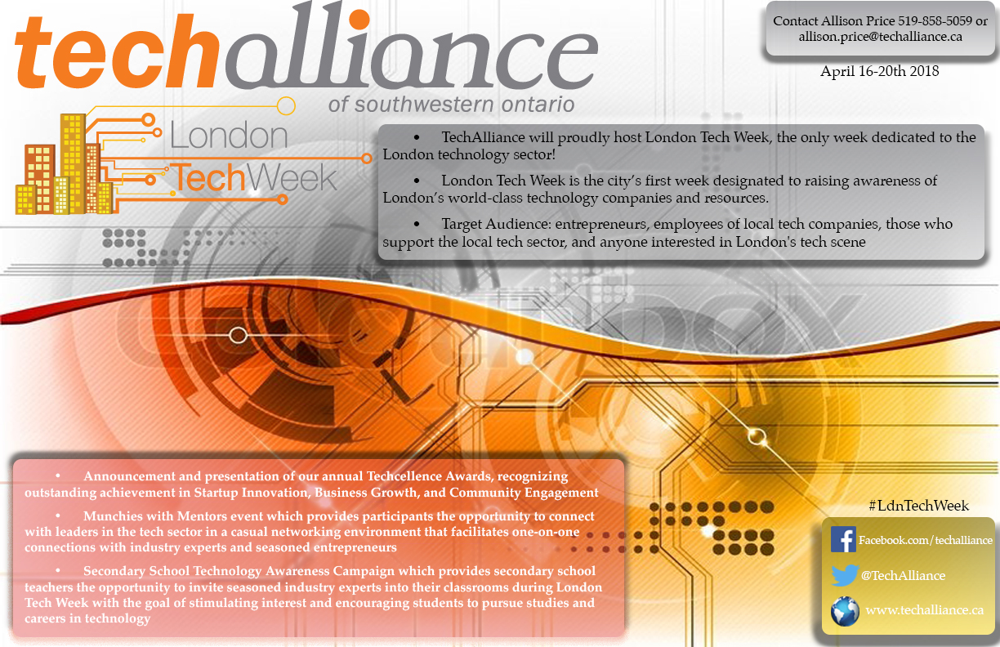 techalliance
of southwestern ontario
Contact Allison Price 519-858-5059 or
allison.price@techalliance.ca
April 16-20th 2018
London
TechWeek
• TechAlliance will proudly host London Tech Week, the only week dedicated to the
London technology sector!
• London Tech Week is the city’s first week designated to raising awareness of
London’s world-class technology companies and resources.
• Target Audience: entrepreneurs, employees of local tech companies, those who
support the local tech sector, and anyone interested in London's tech scene
• Announcement and presentation of our annual Techcellence Awards, recognizing
outstanding achievement in Startup Innovation, Business Growth, and Community Engagement
• Munchies with Mentors event which provides participants the opportunity to connect
with leaders in the tech sector in a casual networking environment that facilitates one-on-one
connections with industry experts and seasoned entrepreneurs
• Secondary School Technology Awareness Campaign which provides secondary school
teachers the opportunity to invite seasoned industry experts into their classrooms during London
Tech Week with the goal of stimulating interest and encouraging students to pursue studies and
careers in technology
#LdnTechWeek
Facebook.com/techalliance
@TechAlliance
www.techalliance.ca